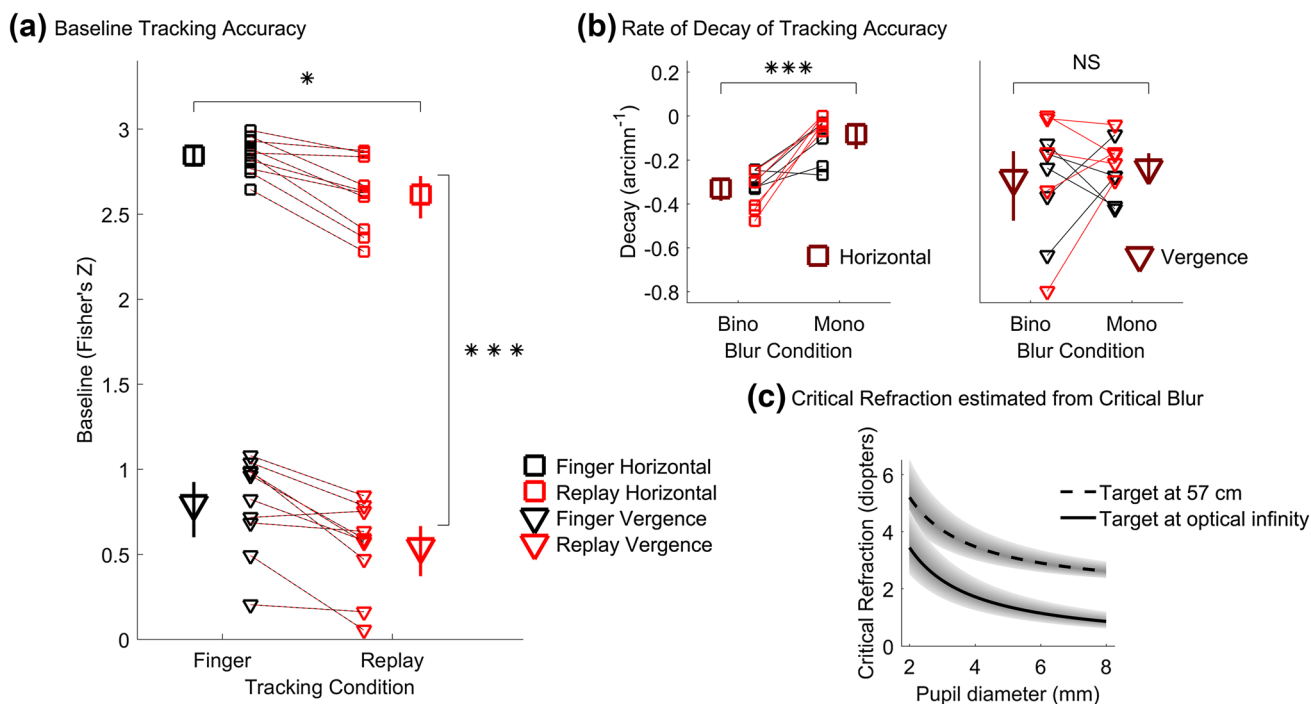 (a) Baseline Tracking Accuracy
*
3
2.5
2
1.5
1
0.5
0
Baseline (Fisher's Z)
Finger Replay
Tracking Condition
* * *
Finger Horizontal
Replay Horizontal
Finger Vergence
Replay Vergence
(b) Rate of Decay of Tracking Accuracy
0.2
0
-0.2
-0.4
-0.6
-0.8
Decay (arcimn⁻¹)
***
Horizontal
Bino Mono
Blur Condition
NS
Vergence
Bino Mono
Blur Condition
(c) Critical Refraction estimated from Critical Blur
6
4
2
0
Critical Refraction (diopters)
Target at 57 cm
Target at optical infinity
2 4 6 8
Pupil diameter (mm)